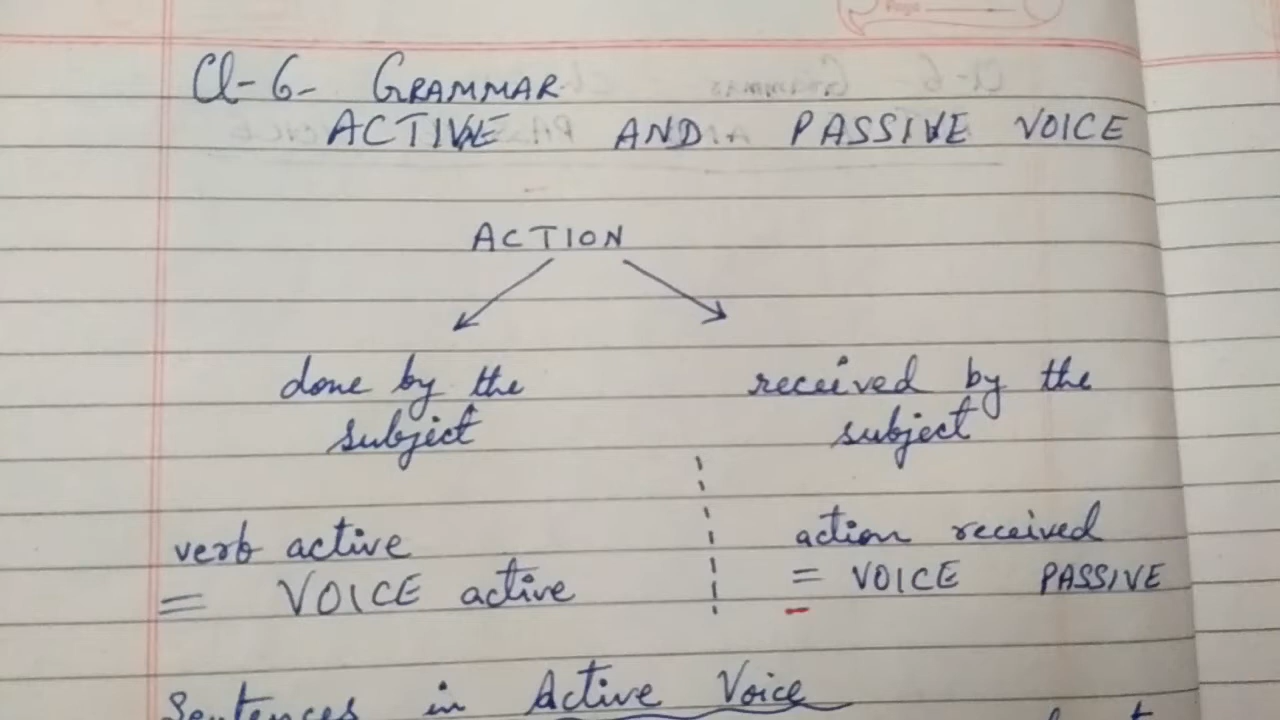 Page
Cl-6- GRAMMAR
ACTIVE AND PASSIVE VOICE
ACTION
done by the
subject
received by the
subject
verb active
= VOICE active
action received
= VOICE PASSIVE
Sentences in Active Voice